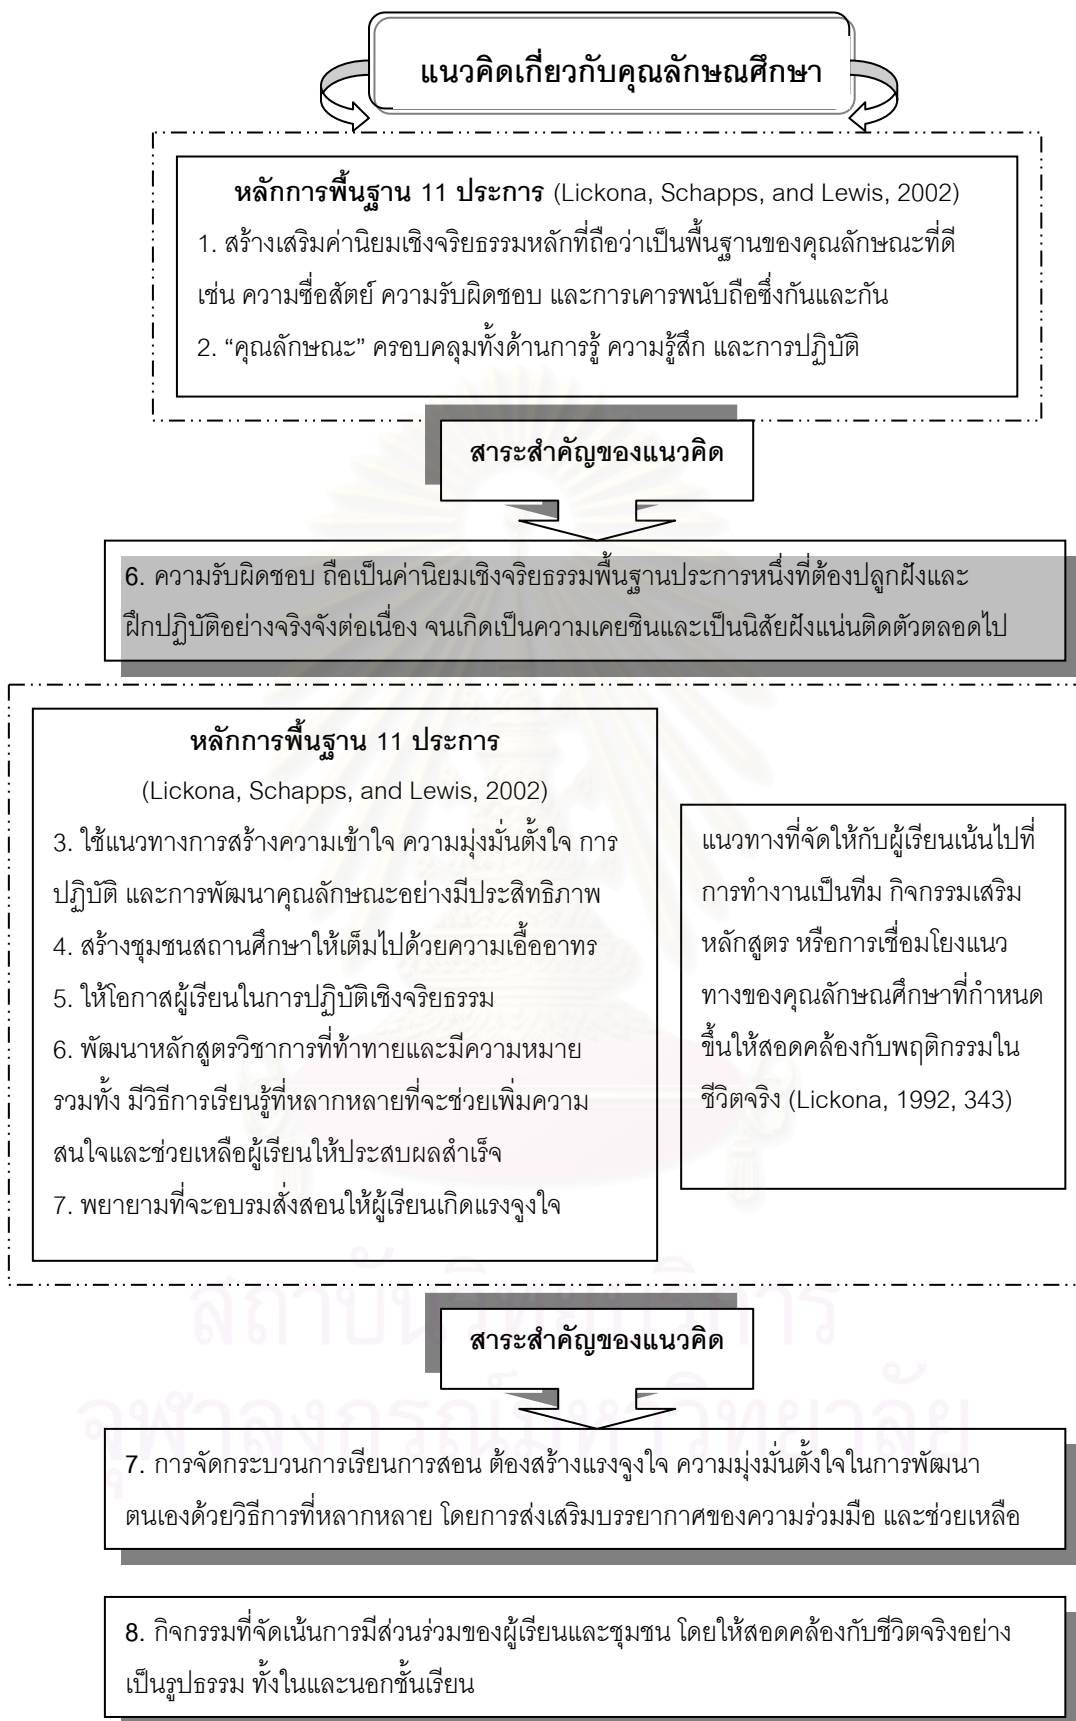 แนวคิดเกี่ยวกับคุณลักษณศึกษา
หลักการพื้นฐาน 11 ประการ (Lickona, Schapps, and Lewis, 2002)
1. สร้างเสริมค่านิยมเชิงจริยธรรมหลักที่ถือว่าเป็นพื้นฐานของคุณลักษณะที่ดี
เช่น ความซื่อสัตย์ ความรับผิดชอบ และการเคารพนับถือซึ่งกันและกัน
2. “คุณลักษณะ” ครอบคลุมทั้งด้านการรู้ ความรู้สึก และการปฏิบัติ
สาระสำคัญของแนวคิด
6. ความรับผิดชอบ ถือเป็นค่านิยมเชิงจริยธรรมพื้นฐานประการหนึ่งที่ต้องปลูกฝังและ
ฝึกปฏิบัติอย่างจริงจังต่อเนื่อง จนเกิดเป็นความเคยชินและเป็นนิสัยฝังแน่นติดตัวตลอดไป
หลักการพื้นฐาน 11 ประการ
(Lickona, Schapps, and Lewis, 2002)
3. ใช้แนวทางการสร้างความเข้าใจ ความมุ่งมั่นตั้งใจ การ
ปฏิบัติ และการพัฒนาคุณลักษณะอย่างมีประสิทธิภาพ
4. สร้างชุมชนสถานศึกษาให้เต็มไปด้วยความเอื้ออาทร
5. ให้โอกาสผู้เรียนในการปฏิบัติเชิงจริยธรรม
6. พัฒนาหลักสูตรวิชาการที่ท้าทายและมีความหมาย
รวมทั้ง มีวิธีการเรียนรู้ที่หลากหลายที่จะช่วยเพิ่มความ
สนใจและช่วยเหลือผู้เรียนให้ประสบผลสำเร็จ
7. พยายามที่จะอบรมสั่งสอนให้ผู้เรียนเกิดแรงจูงใจ
แนวทางที่จัดให้กับผู้เรียนเน้นไปที่
การทำงานเป็นทีม กิจกรรมเสริม
หลักสูตร หรือการเชื่อมโยงแนว
ทางของคุณลักษณศึกษาที่กำหนด
ขึ้นให้สอดคล้องกับพฤติกรรมใน
ชีวิตจริง (Lickona, 1992, 343)
สถาบันวิทยบริการ
สาระสำคัญของแนวคิด
จุฬาลงกรณ์มหาวิทยาลัย
7. การจัดกระบวนการเรียนการสอน ต้องสร้างแรงจูงใจ ความมุ่งมั่นตั้งใจในการพัฒนา
ตนเองด้วยวิธีการที่หลากหลาย โดยการส่งเสริมบรรยากาศของความร่วมมือ และช่วยเหลือ
8. กิจกรรมที่จัดเน้นการมีส่วนร่วมของผู้เรียนและชุมชน โดยให้สอดคล้องกับชีวิตจริงอย่าง
เป็นรูปธรรม ทั้งในและนอกชั้นเรียน